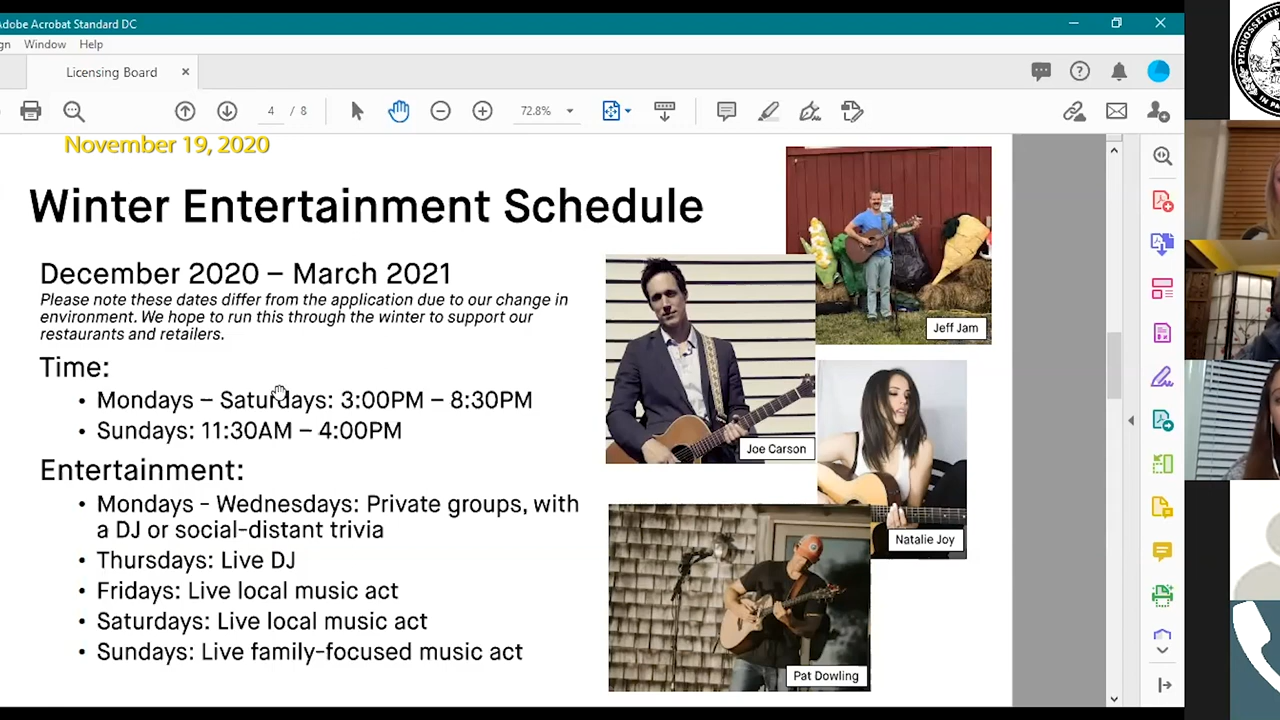 Adobe Acrobat Standard DC
Window Help
Licensing Board
4 / 8
72.8%
November 19, 2020
Winter Entertainment Schedule
December 2020 – March 2021
Please note these dates differ from the application due to our change in
environment. We hope to run this through the winter to support our
restaurants and retailers.
Time:
• Mondays – Saturdays: 3:00PM – 8:30PM
• Sundays: 11:30AM – 4:00PM
Entertainment:
• Mondays - Wednesdays: Private groups, with
a DJ or social-distant trivia
• Thursdays: Live DJ
• Fridays: Live local music act
• Saturdays: Live local music act
• Sundays: Live family-focused music act
Jeff Jam
Joe Carson
Natalie Joy
Pat Dowling